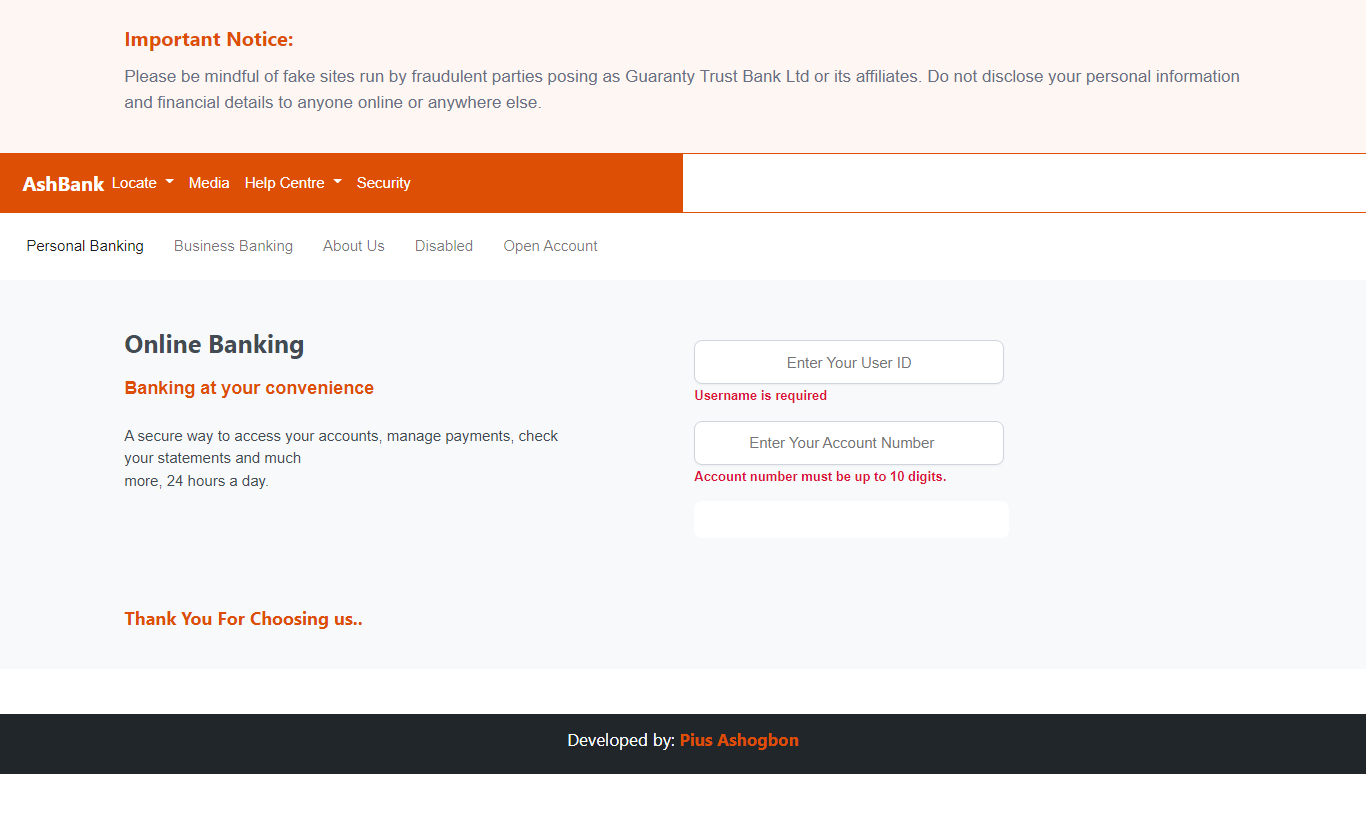 Important Notice:
Please be mindful of fake sites run by fraudulent parties posing as Guaranty Trust Bank Ltd or its affiliates. Do not disclose your personal information
and financial details to anyone online or anywhere else.
AshBank Locate Media Help Centre Security
Personal Banking Business Banking About Us Disabled Open Account
Online Banking
Banking at your convenience
A secure way to access your accounts, manage payments, check
your statements and much
more, 24 hours a day.
Enter Your User ID
Username is required
Enter Your Account Number
Account number must be up to 10 digits.
Thank You For Choosing us..
Developed by: Pius Ashogbon